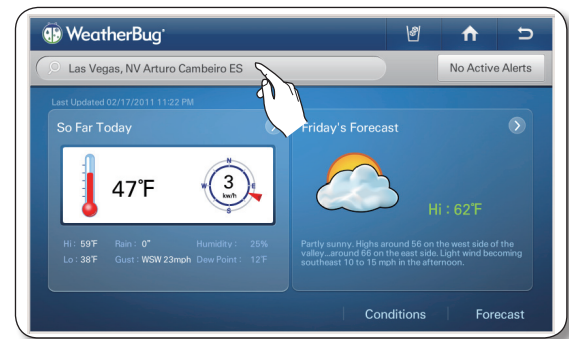 WeatherBug®
Las Vegas, NV Arturo Cambeiro ES
No Active Alerts
Last Updated 02/17/2011 11:22 PM
So Far Today
47°F
N
W 3 E
km/h
S
Hi : 59°F Rain : 0" Humidity : 25%
Lo : 38°F Gust : WSW 23mph Dew Point : 12°F
Friday's Forecast
Hi : 62°F
Partly sunny. Highs around 56 on the west side of the
valley...around 66 on the east side. Light wind becoming
southeast 10 to 15 mph in the afternoon.
Conditions Forecast